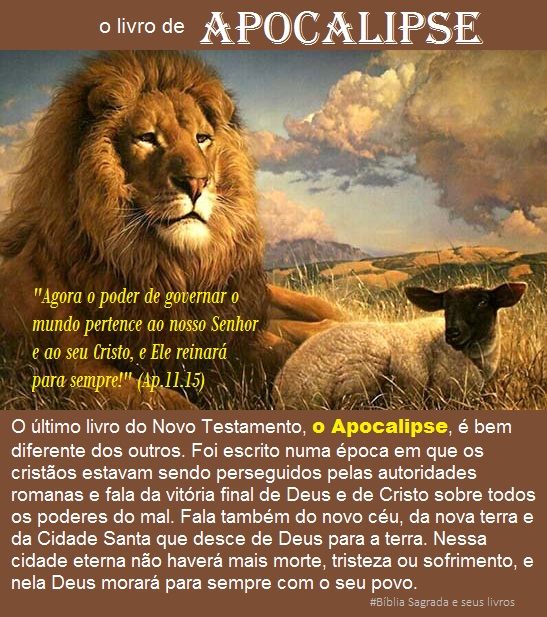 o livro de APOCALIPSE
"Agora o poder de governar o
mundo pertence ao nosso Senhor
e ao seu Cristo, e Ele reinará
para sempre!" (Ap.11.15)
O último livro do Novo Testamento, o Apocalipse, é bem
diferente dos outros. Foi escrito numa época em que os
cristãos estavam sendo perseguidos pelas autoridades
romanas e fala da vitória final de Deus e de Cristo sobre todos
os poderes do mal. Fala também do novo céu, da nova terra e
da Cidade Santa que desce de Deus para a terra. Nessa
cidade eterna não haverá mais morte, tristeza ou sofrimento, e
nela Deus morará para sempre com o seu povo.
#Bíblia Sagrada e seus livros